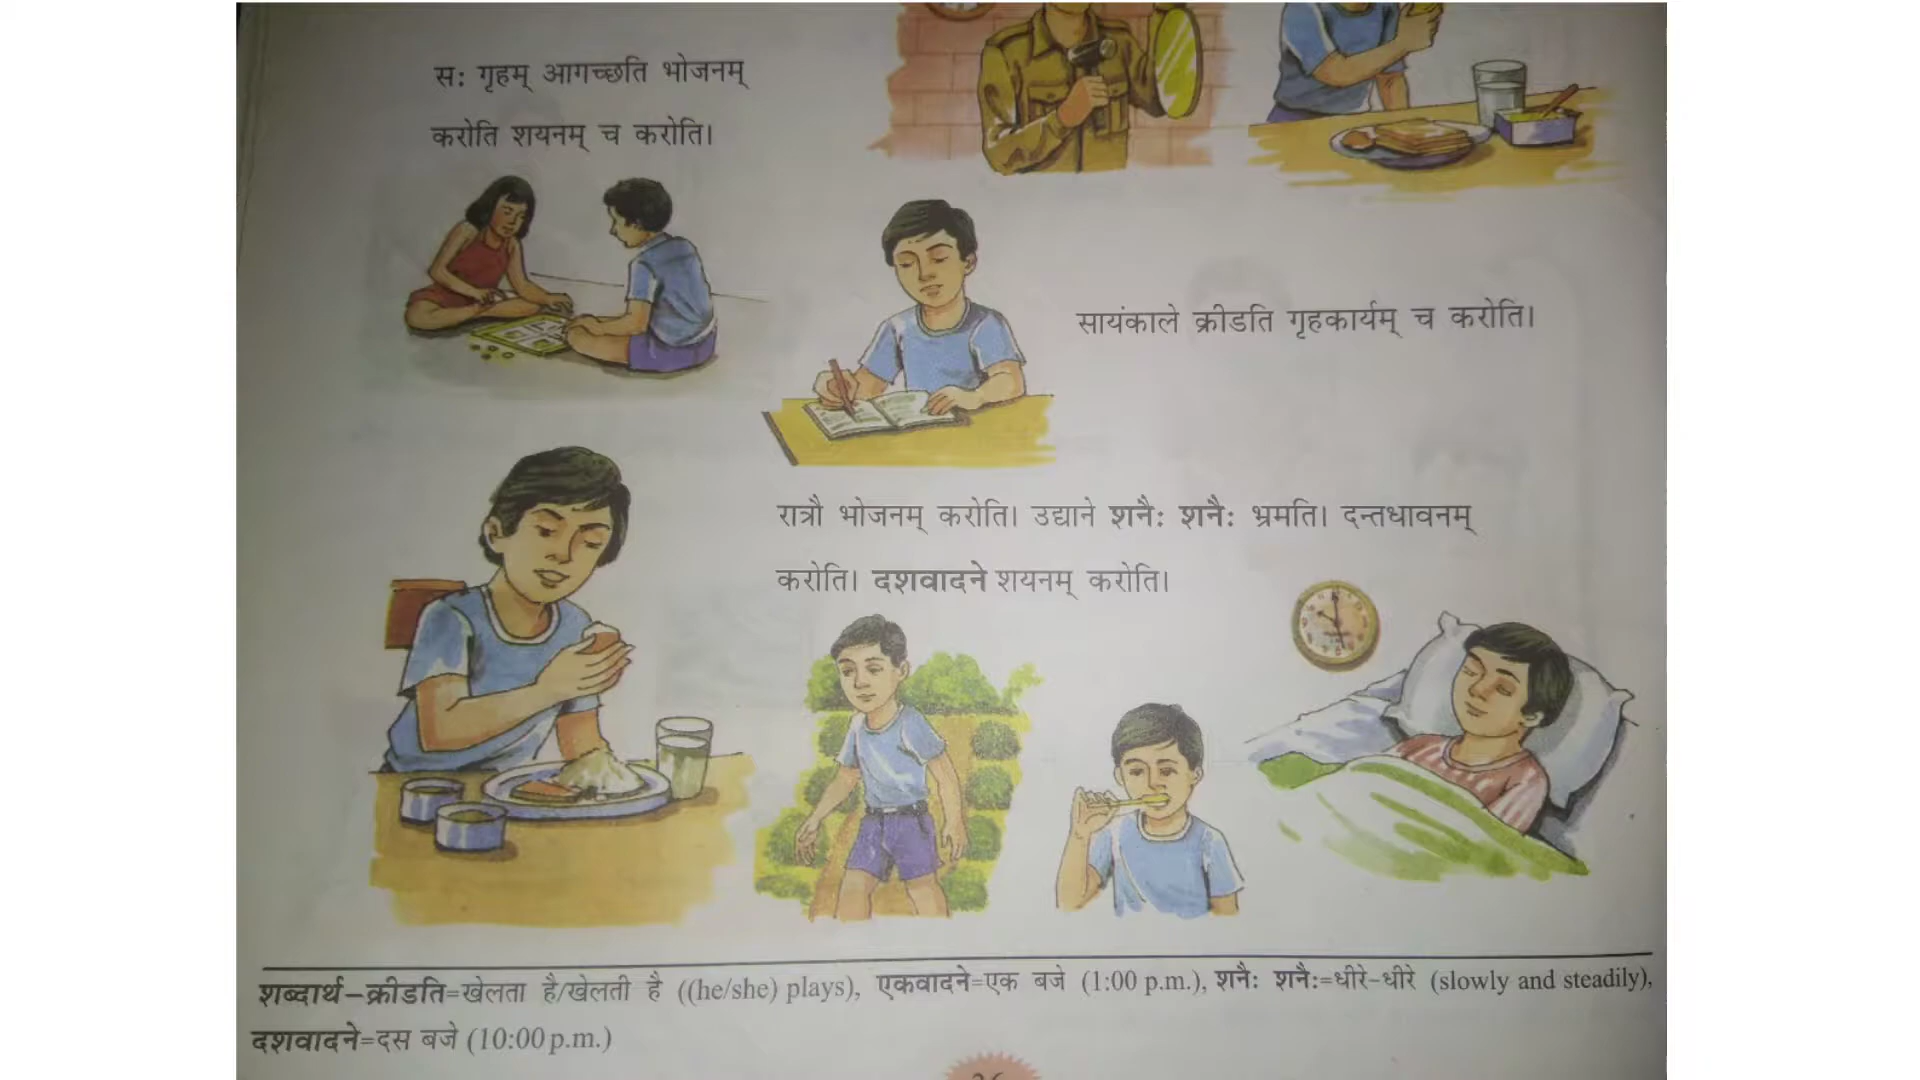 सः गृहम् आगच्छति भोजनम्
करोति शयनम् च करोति।
सायंकाले क्रीडति गृहकार्यम् च करोति।
रात्रौ भोजनम् करोति। उद्याने शनैः शनैः भ्रमति। दन्तधावनम्
करोति। दशवादने शयनम् करोति।
शब्दार्थ–क्रीडति=खेलता है/खेलती है ((he/she) plays), एकवादने=एक बजे (1:00 p.m.), शनैः शनैः=धीरे-धीरे (slowly and steadily),
दशवादने=दस बजे (10:00 p.m.)